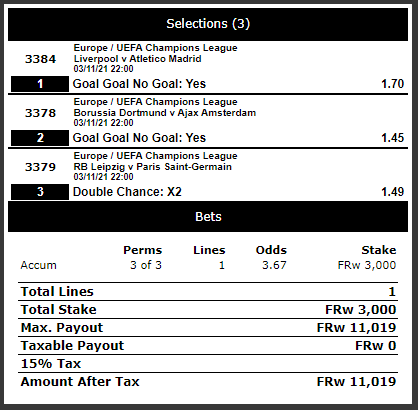 Selections (3)
3384
Europe / UEFA Champions League
Liverpool v Atletico Madrid
03/11/21 22:00
1 Goal Goal No Goal: Yes 1.70
3378
Europe / UEFA Champions League
Borussia Dortmund v Ajax Amsterdam
03/11/21 22:00
2 Goal Goal No Goal: Yes 1.45
3379
Europe / UEFA Champions League
RB Leipzig v Paris Saint-Germain
03/11/21 22:00
3 Double Chance: X2 1.49
Bets
Perms Lines Odds Stake
Accum 3 of 3 1 3.67 FRw 3,000
Total Lines 1
Total Stake FRw 3,000
Max. Payout FRw 11,019
Taxable Payout FRw 0
15% Tax
Amount After Tax FRw 11,019